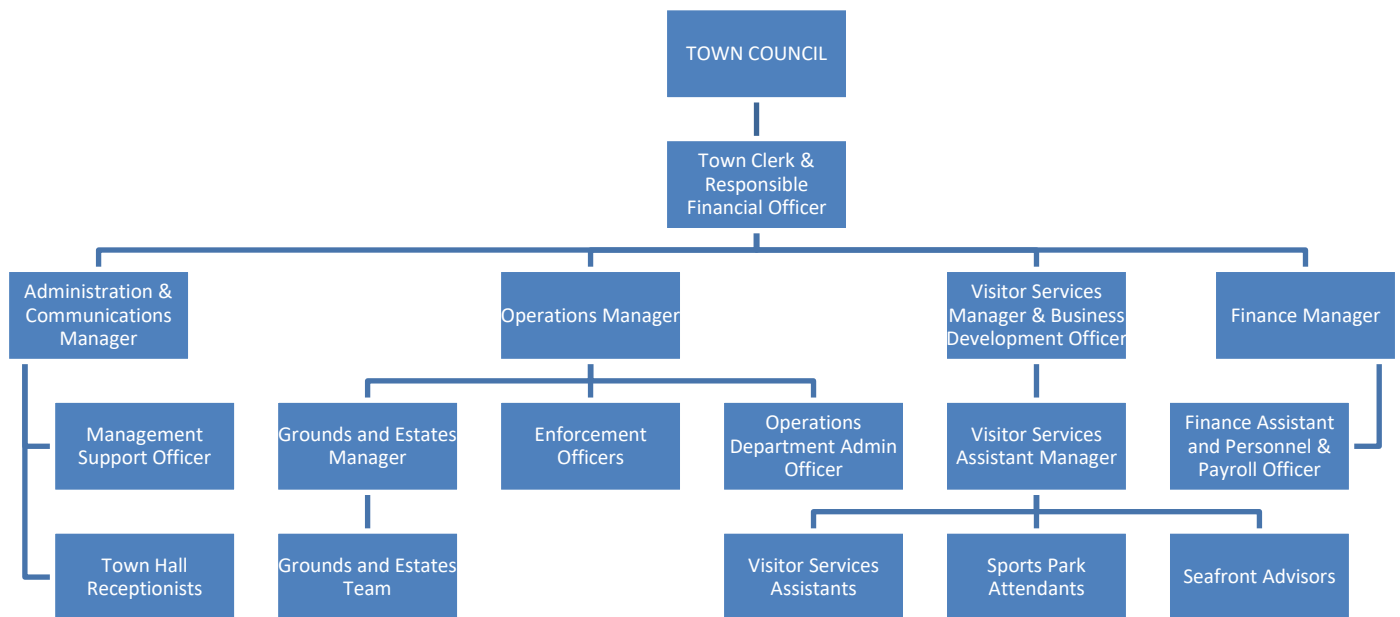 TOWN COUNCIL
Town Clerk &
Responsible
Financial Officer
Administration &
Communications
Manager
Operations Manager
Visitor Services
Manager & Business
Development Officer
Finance Manager
Management
Support Officer
Grounds and Estates
Manager
Enforcement
Officers
Operations
Department Admin
Officer
Visitor Services
Assistant Manager
Finance Assistant
and Personnel &
Payroll Officer
Town Hall
Receptionists
Grounds and Estates
Team
Visitor Services
Assistants
Sports Park
Attendants
Seafront Advisors